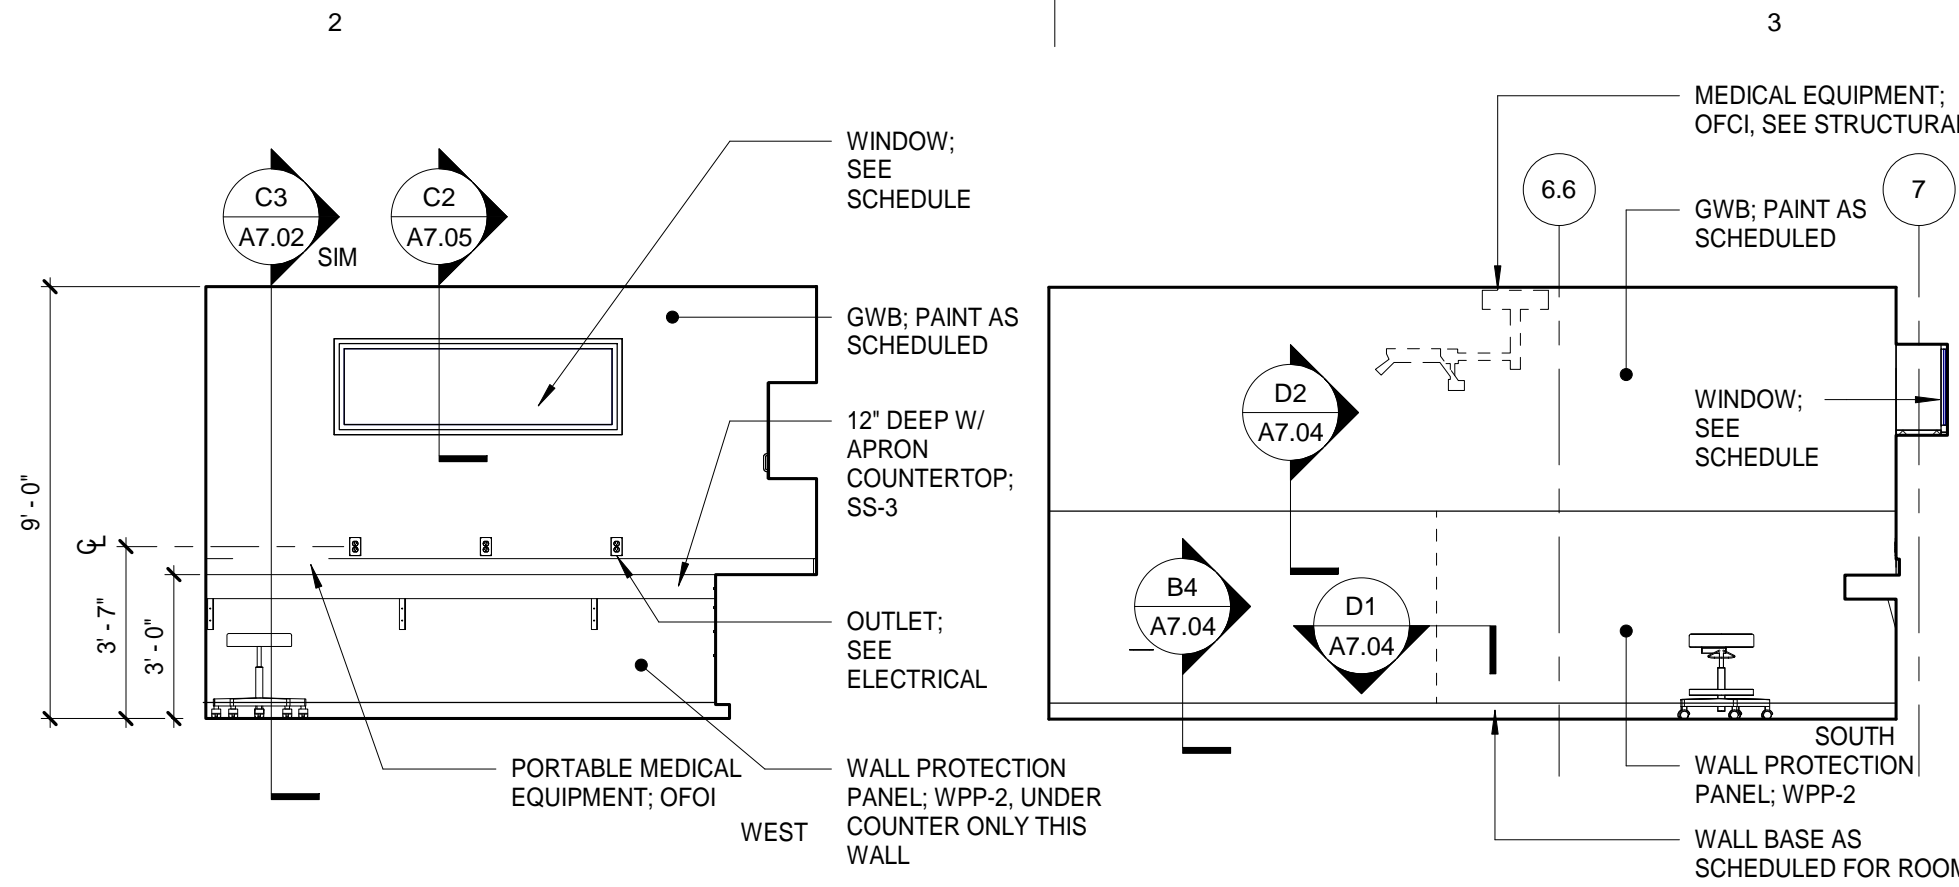 2
3
MEDICAL EQUIPMENT;
OFCI, SEE STRUCTURAL
WINDOW;
SEE
SCHEDULE
C3
A7.02
SIM
C2
A7.05
6.6
7
GWB; PAINT AS
SCHEDULED
GWB; PAINT AS
SCHEDULED
D2
A7.04
WINDOW;
SEE
SCHEDULE
12" DEEP W/
APRON
COUNTERTOP;
SS-3
9' - 0"
CL
3' - 7"
3' - 0"
B4
A7.04
D1
A7.04
OUTLET;
SEE
ELECTRICAL
PORTABLE MEDICAL
EQUIPMENT; OFOI
WEST
WALL PROTECTION
PANEL; WPP-2, UNDER
COUNTER ONLY THIS
WALL
SOUTH
WALL PROTECTION
PANEL; WPP-2
WALL BASE AS
SCHEDULED FOR ROOM